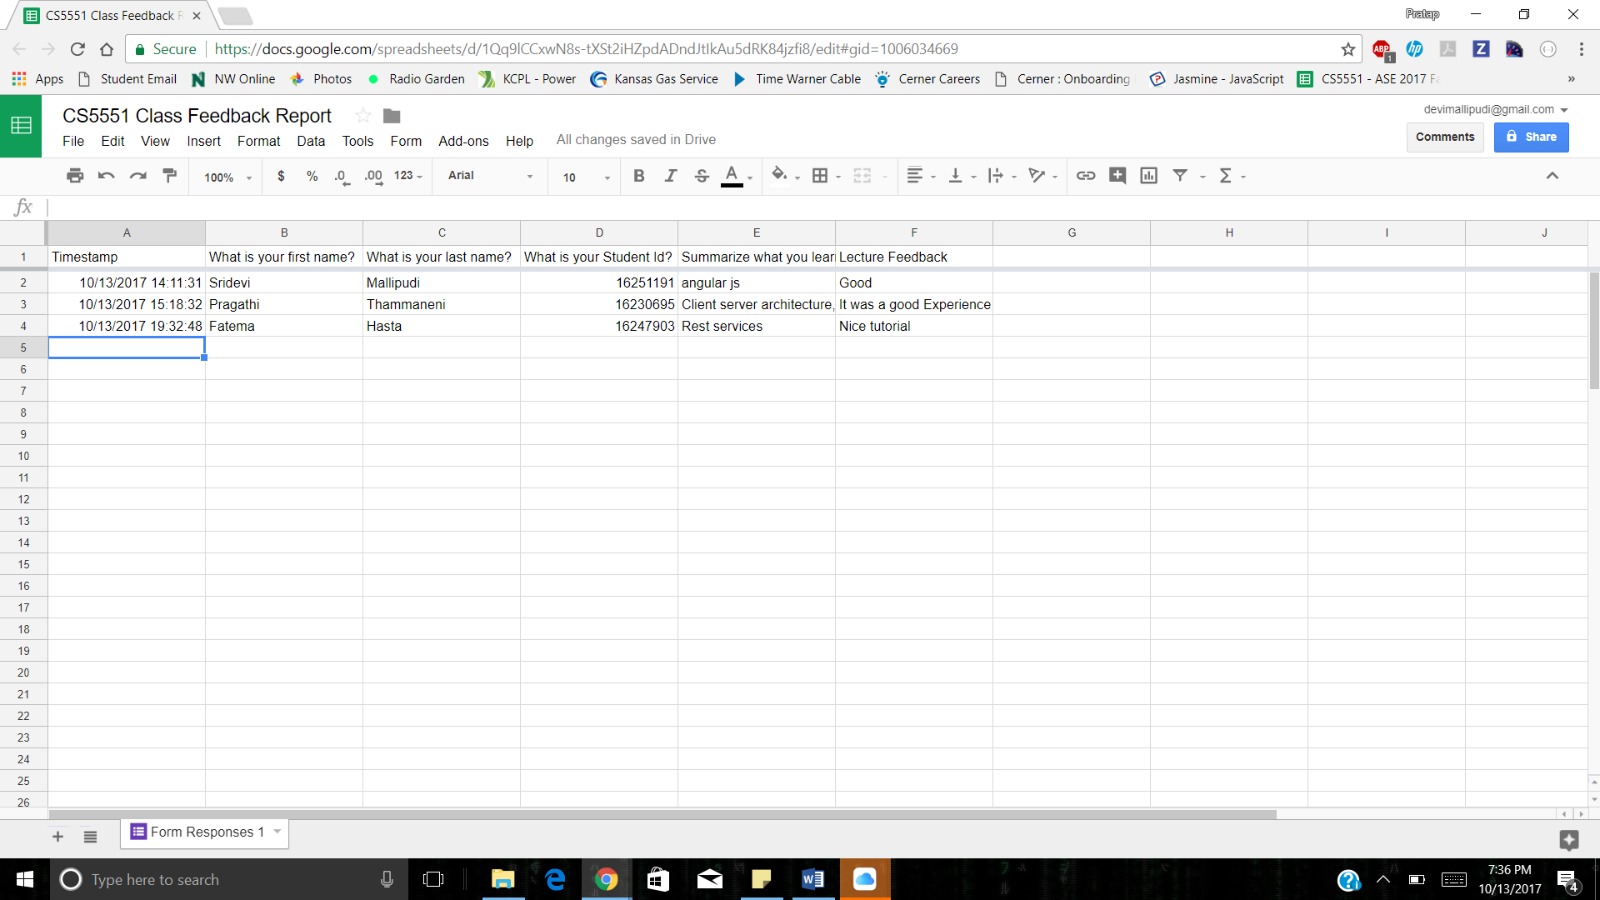 CS5551 Class Feedback R
Pratap
Secure https://docs.google.com/spreadsheets/d/1Qq9lCCxwN8s-tXSt2iHZpdADndJtIkAu5dRK84jzfi8/edit#gid=1006034669
ABP 1 hp Z
Apps Student Email NW Online Photos Radio Garden KCPL - Power Kansas Gas Service Time Warner Cable Cerner Careers Cerner : Onboarding Jasmine - JavaScript CS5551 - ASE 2017 F »
CS5551 Class Feedback Report
devimallipudi@gmail.com
File Edit View Insert Format Data Tools Form Add-ons Help All changes saved in Drive
Comments Share
100% $ % .0 .00 123 Arial 10 B I S A Σ
fx
A B C D E F G H I J
1 Timestamp What is your first name? What is your last name? What is your Student Id? Summarize what you lear Lecture Feedback
2 10/13/2017 14:11:31 Sridevi Mallipudi 16251191 angular js Good
3 10/13/2017 15:18:32 Pragathi Thammaneni 16230695 Client server architecture, It was a good Experience
4 10/13/2017 19:32:48 Fatema Hasta 16247903 Rest services Nice tutorial
5
6
7
8
9
10
11
12
13
14
15
16
17
18
19
20
21
22
23
24
25
26
Form Responses 1
Type here to search
7:36 PM
10/13/2017
4